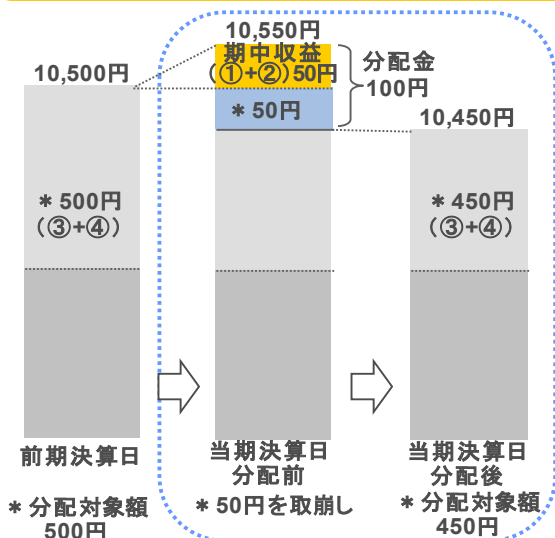 10,500円
＊500円
（③+④）
前期決算日
＊分配対象額
500円
10,550円
期中収益
（①+②）50円
＊50円
分配金
100円
当期決算日
分配前
＊50円を取崩し
10,450円
＊450円
（③+④）
当期決算日
分配後
＊分配対象額
450円